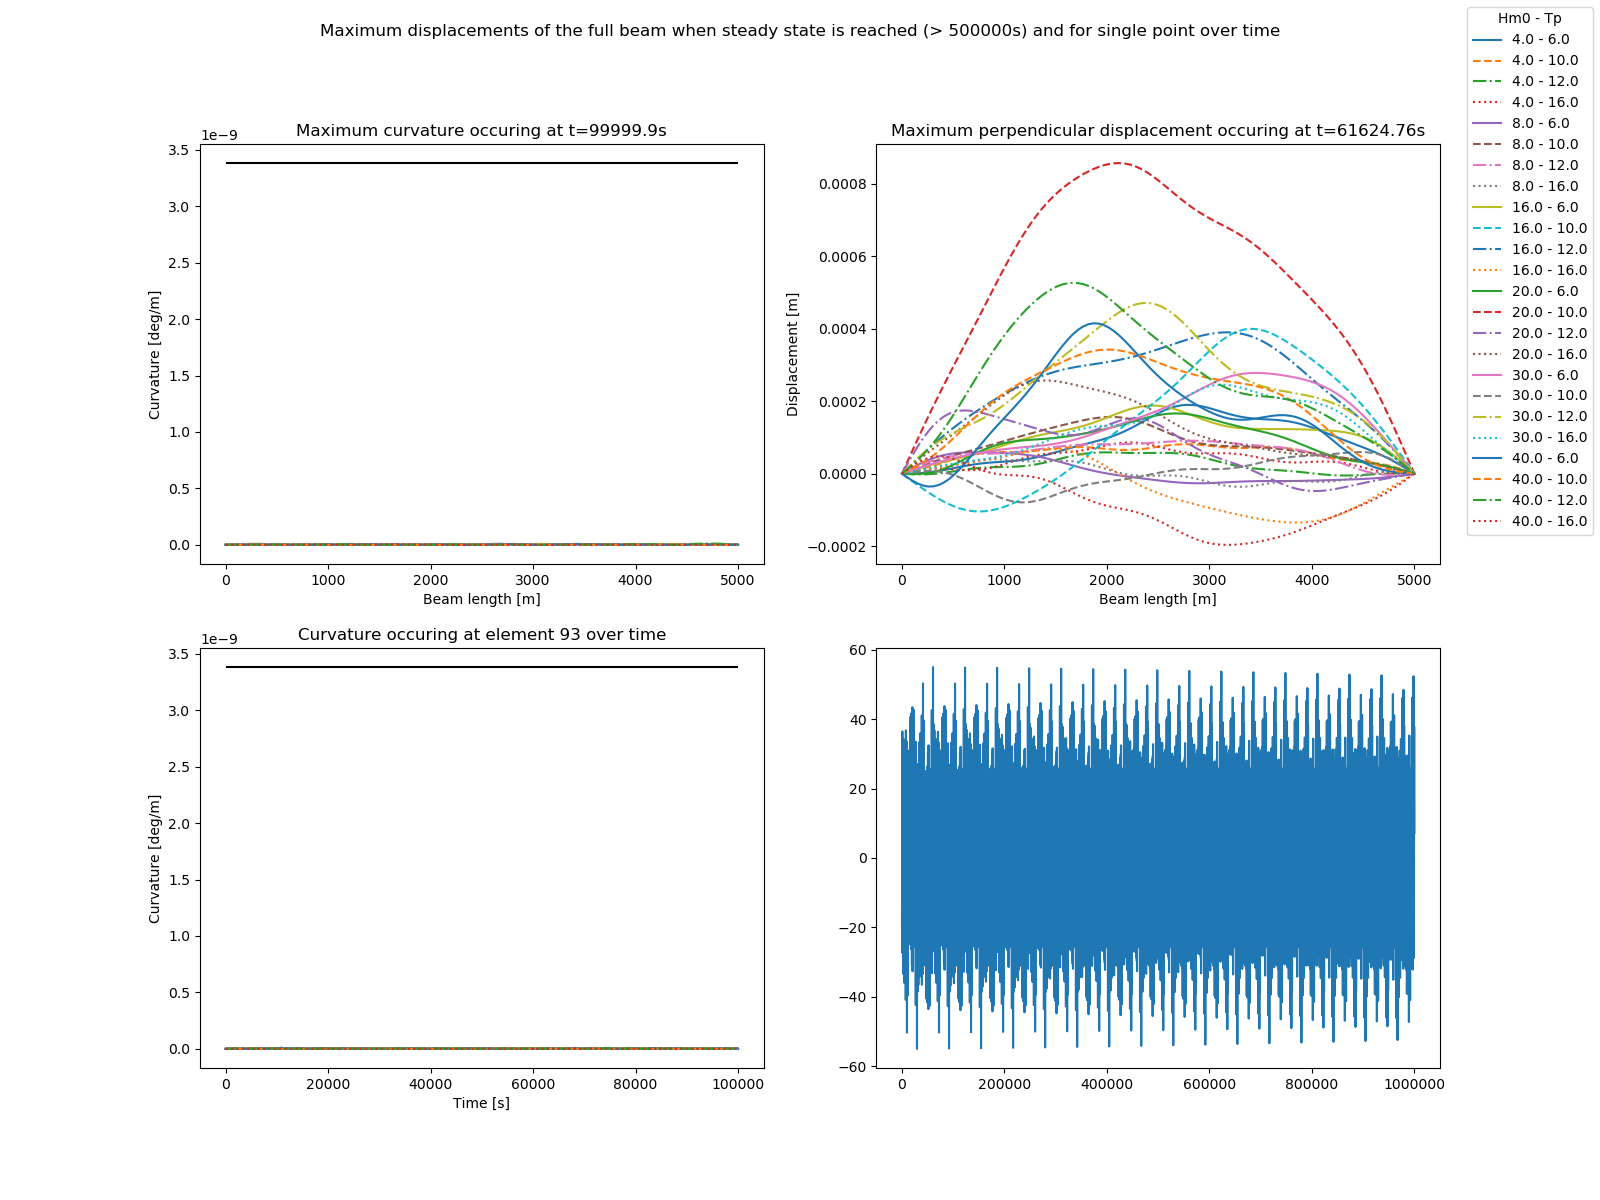 Maximum displacements of the full beam when steady state is reached (> 500000s) and for single point over time
Hm0 - Tp
4.0 - 6.0
4.0 - 10.0
4.0 - 12.0
4.0 - 16.0
8.0 - 6.0
8.0 - 10.0
8.0 - 12.0
8.0 - 16.0
16.0 - 6.0
16.0 - 10.0
16.0 - 12.0
16.0 - 16.0
20.0 - 6.0
20.0 - 10.0
20.0 - 12.0
20.0 - 16.0
30.0 - 6.0
30.0 - 10.0
30.0 - 12.0
30.0 - 16.0
40.0 - 6.0
40.0 - 10.0
40.0 - 12.0
40.0 - 16.0
Maximum curvature occuring at t=99999.9s
1e−9
Curvature [deg/m]
3.5
3.0
2.5
2.0
1.5
1.0
0.5
0.0
0 1000 2000 3000 4000 5000
Beam length [m]
Maximum perpendicular displacement occuring at t=61624.76s
Displacement [m]
0.0008
0.0006
0.0004
0.0002
0.0000
−0.0002
0 1000 2000 3000 4000 5000
Beam length [m]
Curvature occuring at element 93 over time
1e−9
Curvature [deg/m]
3.5
3.0
2.5
2.0
1.5
1.0
0.5
0.0
0 20000 40000 60000 80000 100000
Time [s]
60
40
20
0
−20
−40
−60
0 200000 400000 600000 800000 1000000